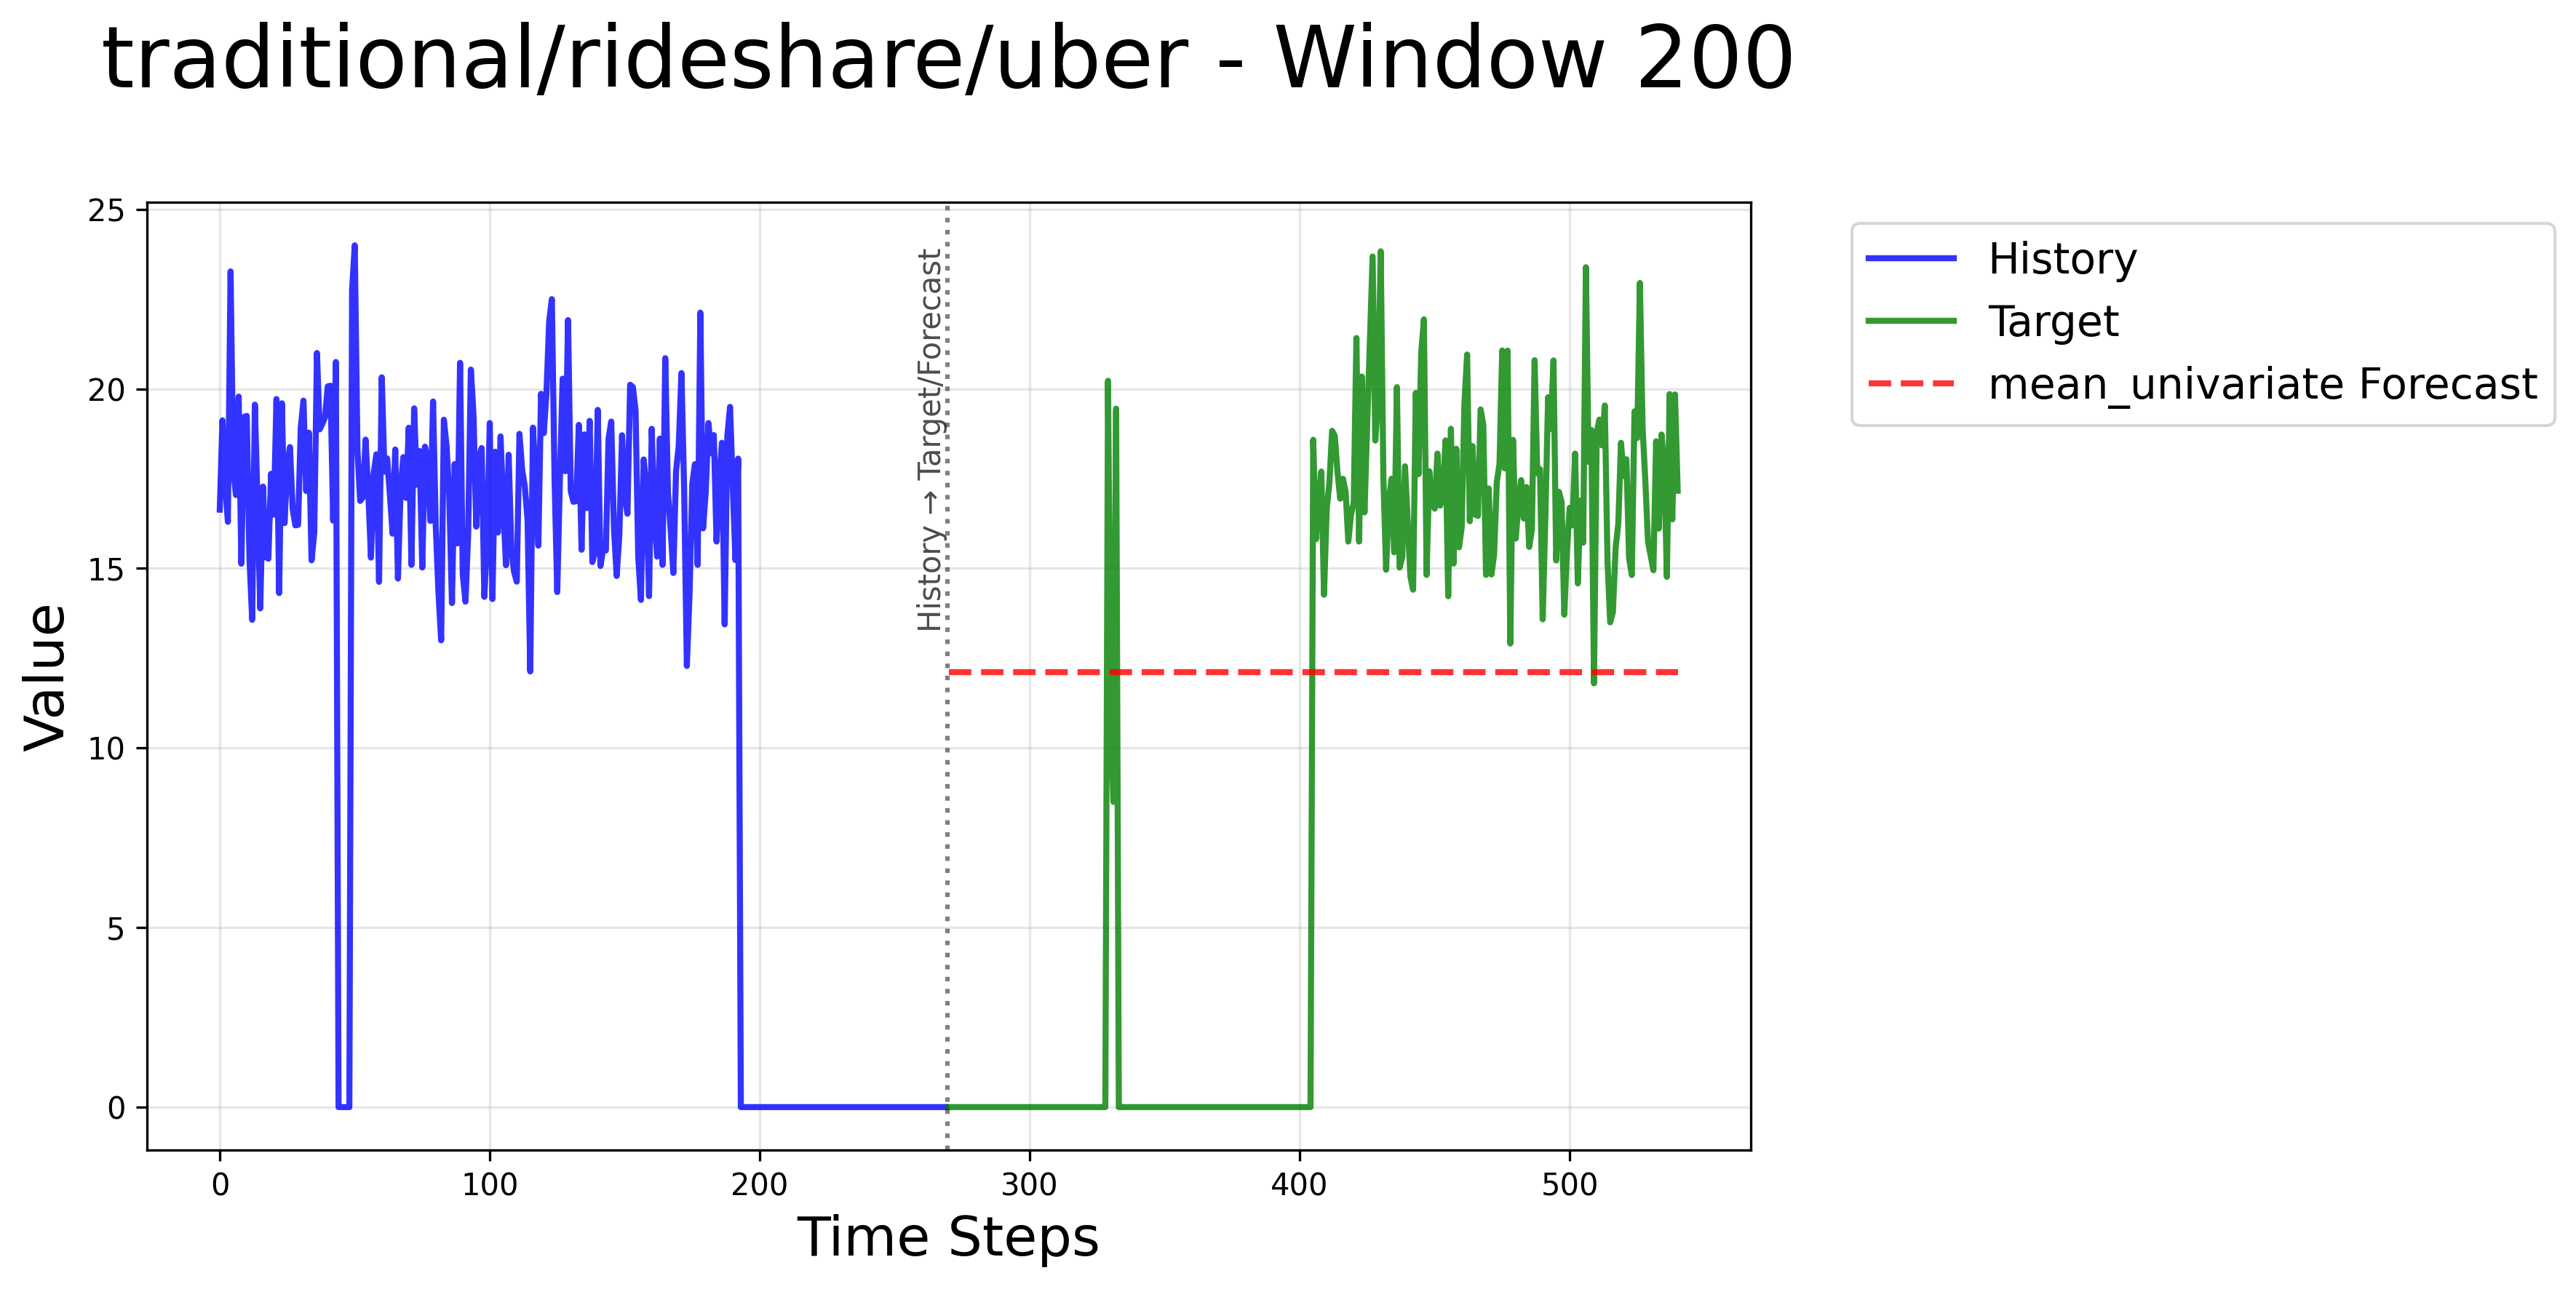 traditional/rideshare/uber - Window 200
25
20
15
10
5
0
Value
History → Target/Forecast
0
100
200
300
400
500
Time Steps
History
Target
mean_univariate Forecast